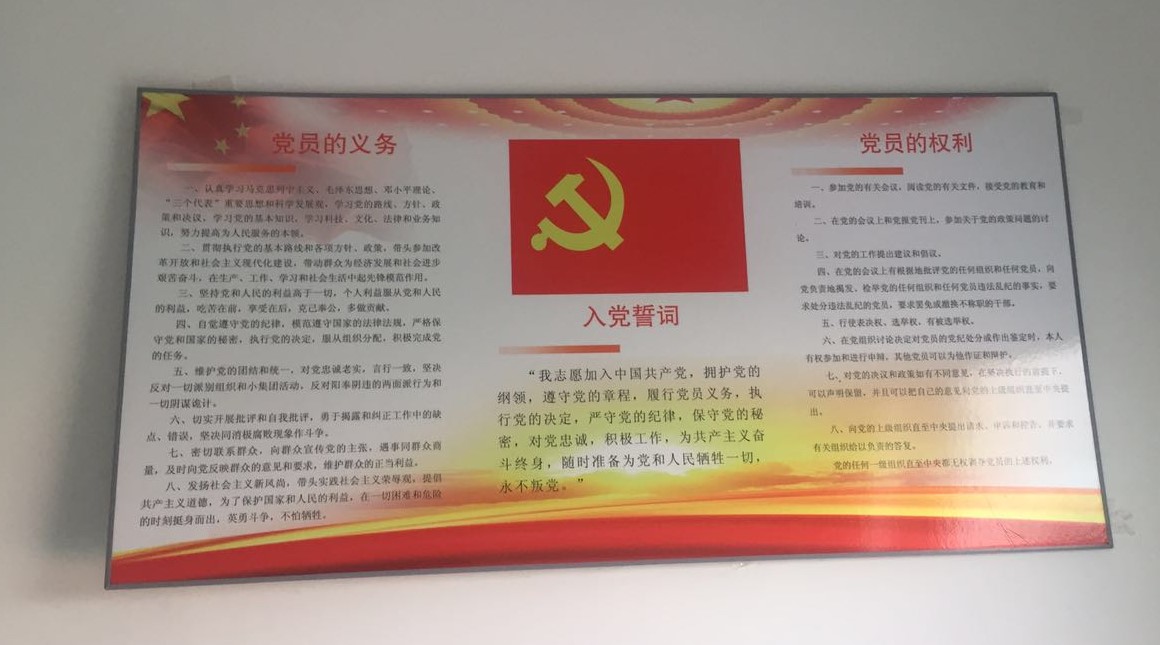 党员的义务
一、认真学习马克思列宁主义、毛泽东思想、邓小平理论、
“三个代表”重要思想和科学发展观，学习党的路线、方针、政
策和决议，学习党的基本知识，学习科技、文化、法律和业务知
识，努力提高为人民服务的本领。
二、贯彻执行党的基本路线和各项方针、政策，带头参加改
革开放和社会主义现代化建设，带动群众为经济发展和社会进步
艰苦奋斗，在生产、工作、学习和社会生活中起先锋模范作用。
三、坚持党和人民的利益高于一切，个人利益服从党和人民
的利益，吃苦在前，享受在后，克己奉公，多做贡献。
四、自觉遵守党的纪律，模范遵守国家的法律法规，严格保
守党和国家的秘密，执行党的决定，服从组织分配，积极完成党
的任务。
五、维护党的团结和统一，对党忠诚老实，言行一致，坚决
反对一切派别组织和小集团活动，反对阳奉阴违的两面派行为和
一切阴谋诡计。
六、切实开展批评和自我批评，勇于揭露和纠正工作中的缺
点、错误，坚决同消极腐败现象作斗争。
七、密切联系群众，向群众宣传党的主张，遇事同群众商
量，及时向党反映群众的意见和要求，维护群众的正当利益。
八、发扬社会主义新风尚，带头实践社会主义荣辱观，提倡
共产主义道德，为了保护国家和人民的利益，在一切困难和危险
的时刻挺身而出，英勇斗争，不怕牺牲。
入党誓词
“我志愿加入中国共产党，拥护党的
纲领，遵守党的章程，履行党员义务，执
行党的决定，严守党的纪律，保守党的秘
密，对党忠诚，积极工作，为共产主义奋
斗终身，随时准备为党和人民牺牲一切，
永不叛党。”
党员的权利
一、参加党的有关会议，阅读党的有关文件，接受党的教育和
培训。
二、在党的会议上和党报党刊上，参加关于党的政策问题的讨
论。
三、对党的工作提出建议和倡议。
四、在党的会议上有根据地批评党的任何组织和任何党员，向
党负责地揭发、检举党的任何组织和任何党员违法乱纪的事实，要
求处分违法乱纪的党员，要求罢免或撤换不称职的干部。
五、行使表决权、选举权，有被选举权。
六、在党组织讨论决定对党员的党纪处分或作出鉴定时，本人
有权参加和进行申辩，其他党员可以为他作证和辩护。
七、对党的决议和政策如有不同意见，在坚决执行的前提下，
可以声明保留，并且可以把自己的意见向党的上级组织直至中央提
出。
八、向党的上级组织直至中央提出请求、申诉和控告，并要求
有关组织给以负责的答复。
党的任何一级组织直至中央都无权剥夺党员的上述权利。